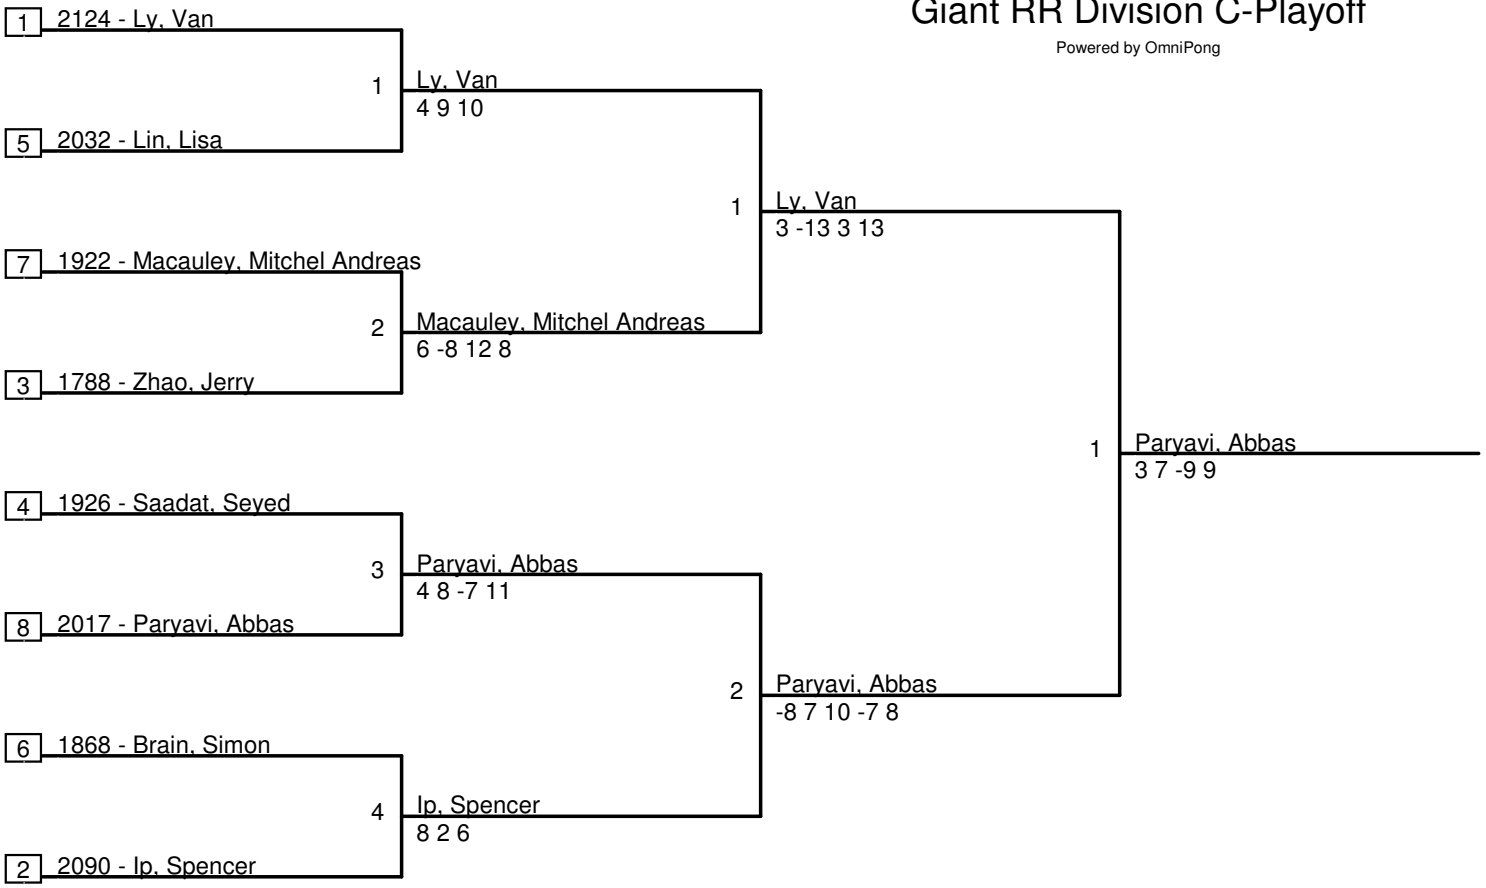 Giant RR Division C-Playoff
Powered by OmniPong
1 2124 - Ly, Van
1 Ly, Van
4 9 10
5 2032 - Lin, Lisa
1 Ly, Van
3 -13 3 13
7 1922 - Macauley, Mitchel Andreas
2 Macauley, Mitchel Andreas
6 -8 12 8
3 1788 - Zhao, Jerry
1 Paryavi, Abbas
3 7 -9 9
4 1926 - Saadat, Seyed
3 Paryavi, Abbas
4 8 -7 11
8 2017 - Paryavi, Abbas
2 Paryavi, Abbas
-8 7 10 -7 8
6 1868 - Brain, Simon
4 Ip, Spencer
8 2 6
2 2090 - Ip, Spencer